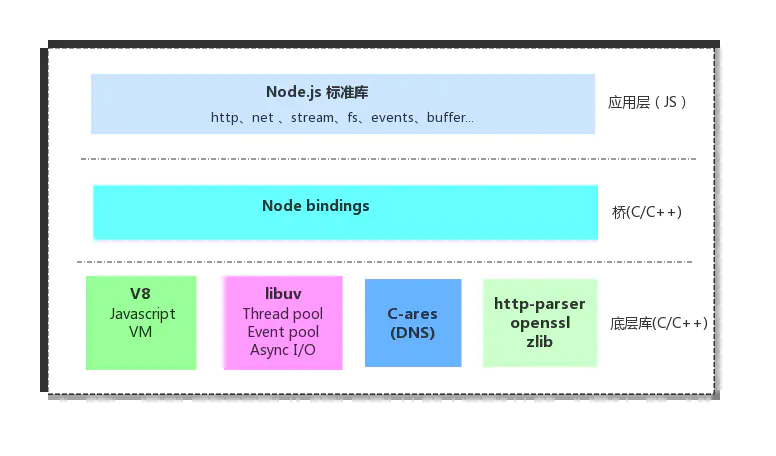 Node.js 标准库
http、net 、stream、fs、events、buffer...
应用层（JS）
Node bindings
桥(C/C++)
V8
Javascript
VM
libuv
Thread pool
Event pool
Async I/O
C-ares
(DNS)
http-parser
openssl
zlib
底层库(C/C++)